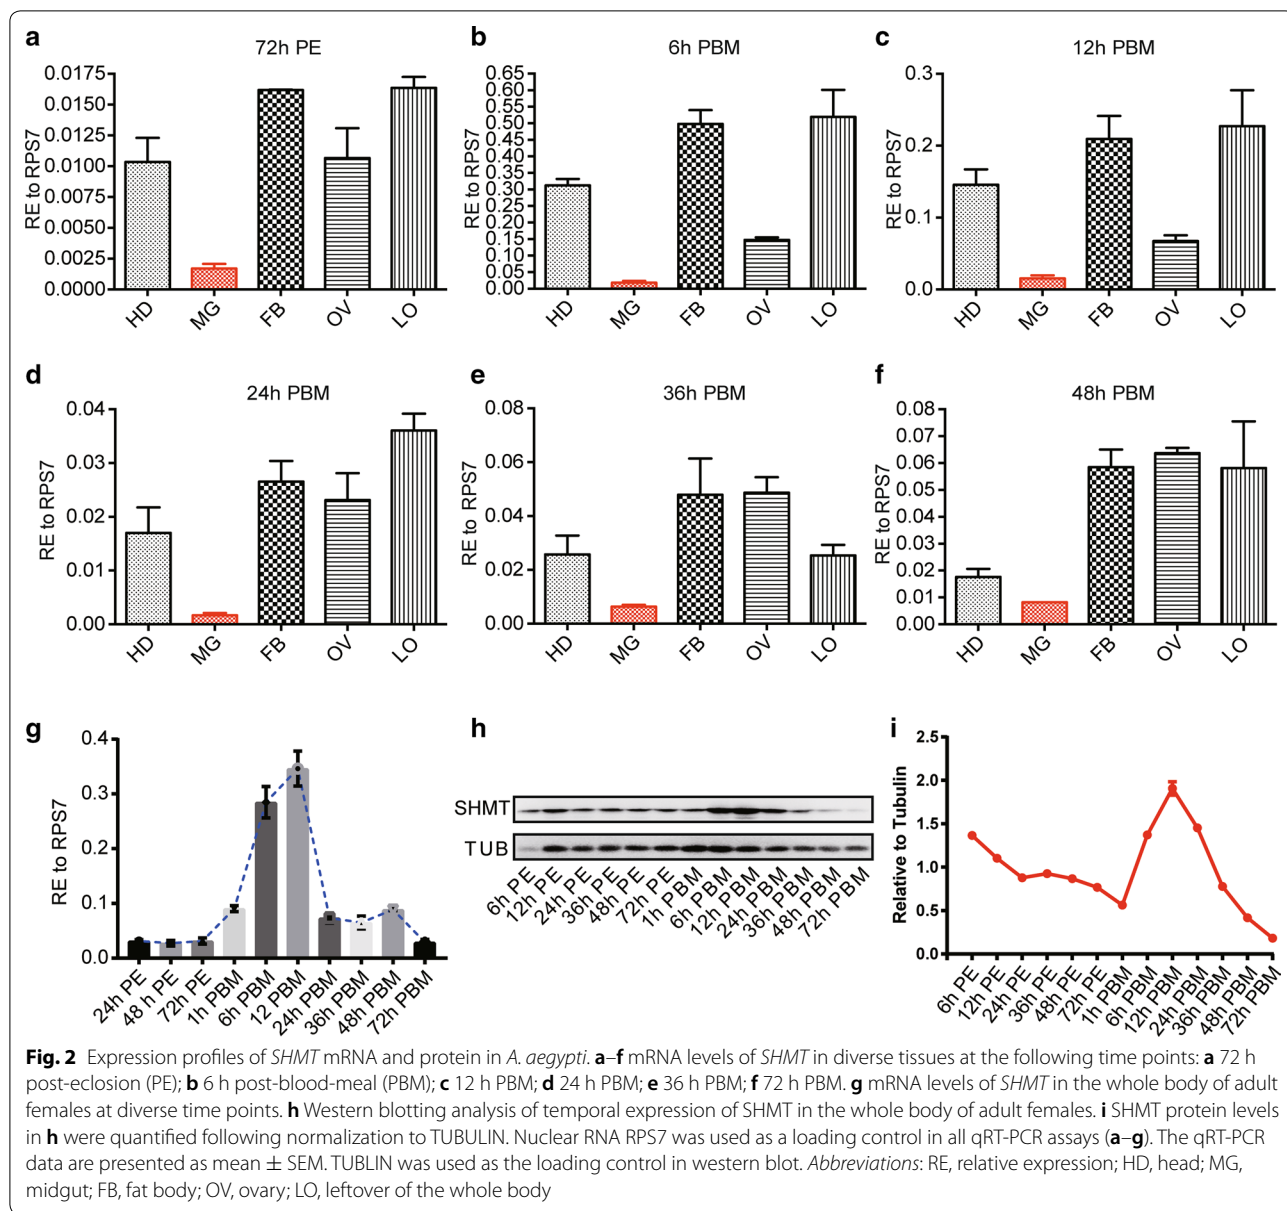 a
72h PE
RE to RPS7
0.0175
0.0150
0.0125
0.0100
0.0075
0.0050
0.0025
0.0000
HD
MG
FB
OV
LO
b
6h PBM
RE to RPS7
0.65
0.60
0.55
0.50
0.45
0.40
0.35
0.30
0.25
0.20
0.15
0.10
0.05
0.00
HD
MG
FB
OV
LO
c
12h PBM
RE to RPS7
0.3
0.2
0.1
0.0
HD
MG
FB
OV
LO
d
24h PBM
RE to RPS7
0.04
0.03
0.02
0.01
0.00
HD
MG
FB
OV
LO
e
36h PBM
RE to RPS7
0.08
0.06
0.04
0.02
0.00
HD
MG
FB
OV
LO
f
48h PBM
RE to RPS7
0.08
0.07
0.06
0.05
0.04
0.03
0.02
0.01
0.00
HD
MG
FB
OV
LO
g
RE to RPS7
0.4
0.3
0.2
0.1
0.0
24h PE
48 h PE
72h PE
1h PBM
6h PBM
12 PBM
24h PBM
36h PBM
48h PBM
72h PBM
h
SHMT
TUB
6h PE
12h PE
24h PE
36h PE
48h PE
72h PE
1h PBM
6h PBM
12h PBM
24h PBM
36h PBM
48h PBM
72h PBM
i
Relative to Tubulin
2.5
2.0
1.5
1.0
0.5
0.0
6h PE
12h PE
24h PE
36h PE
48h PE
72h PE
1h PBM
6h PBM
12h PBM
24h PBM
36h PBM
48h PBM
72h PBM
Fig. 2 Expression profiles of SHMT mRNA and protein in A. aegypti. a–f mRNA levels of SHMT in diverse tissues at the following time points: a 72 h
post-eclosion (PE); b 6 h post-blood-meal (PBM); c 12 h PBM; d 24 h PBM; e 36 h PBM; f 72 h PBM. g mRNA levels of SHMT in the whole body of adult
females at diverse time points. h Western blotting analysis of temporal expression of SHMT in the whole body of adult females. i SHMT protein levels
in h were quantified following normalization to TUBULIN. Nuclear RNA RPS7 was used as a loading control in all qRT-PCR assays (a–g). The qRT-PCR
data are presented as mean ± SEM. TUBLIN was used as the loading control in western blot. Abbreviations: RE, relative expression; HD, head; MG,
midgut; FB, fat body; OV, ovary; LO, leftover of the whole body